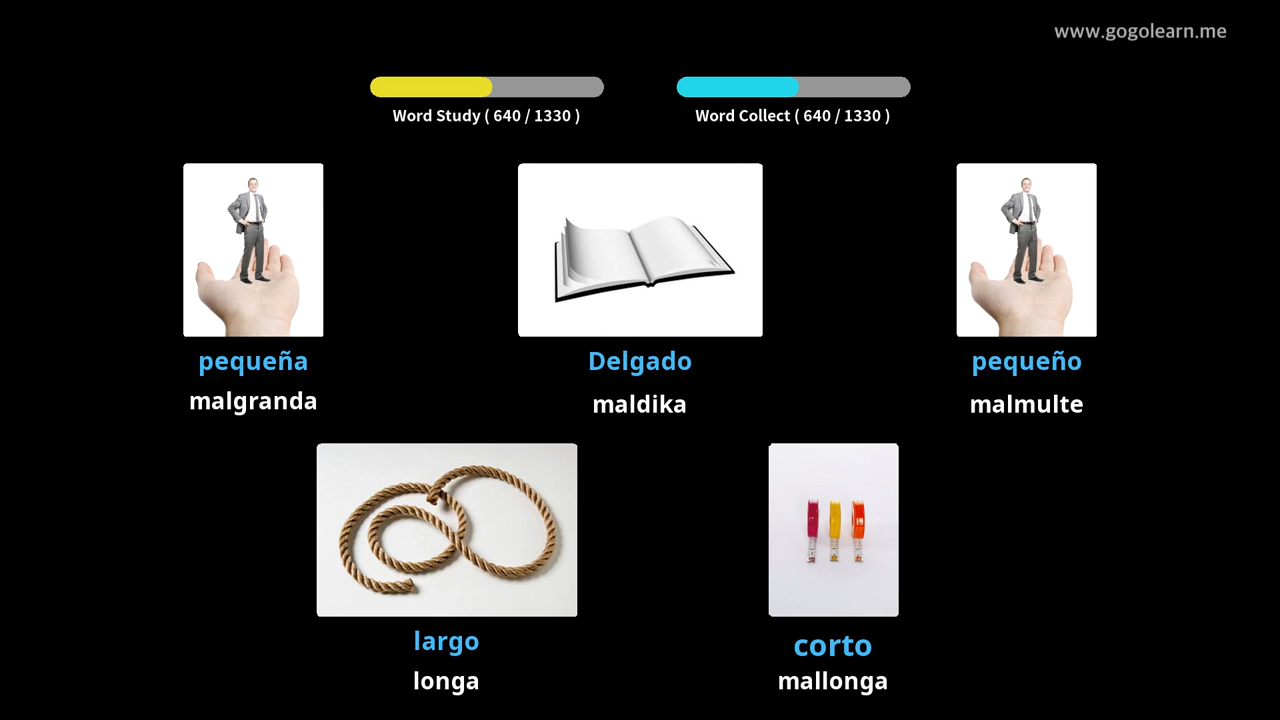 www.gogolearn.me
Word Study ( 640 / 1330 )
Word Collect ( 640 / 1330 )
pequeña
malgranda
Delgado
maldika
pequeño
malmulte
largo
longa
corto
mallonga